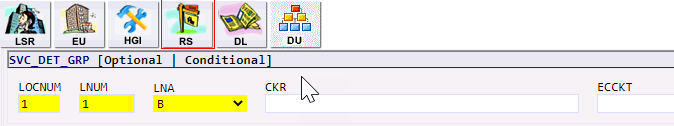 LSR EU HGI RS DL DU
SVC_DET_GRP [Optional | Conditional]
LOCNUM LNUM LNA CKR ECCKT
1 1 B